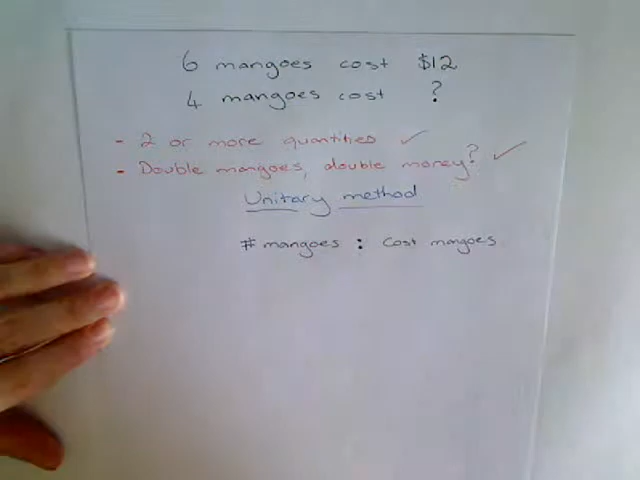 6 mangoes cost $12
4 mangoes cost ?
- 2 or more quantities ✓
- Double mangoes, double money? ✓
Unitary method
# mangoes : cost mangoes